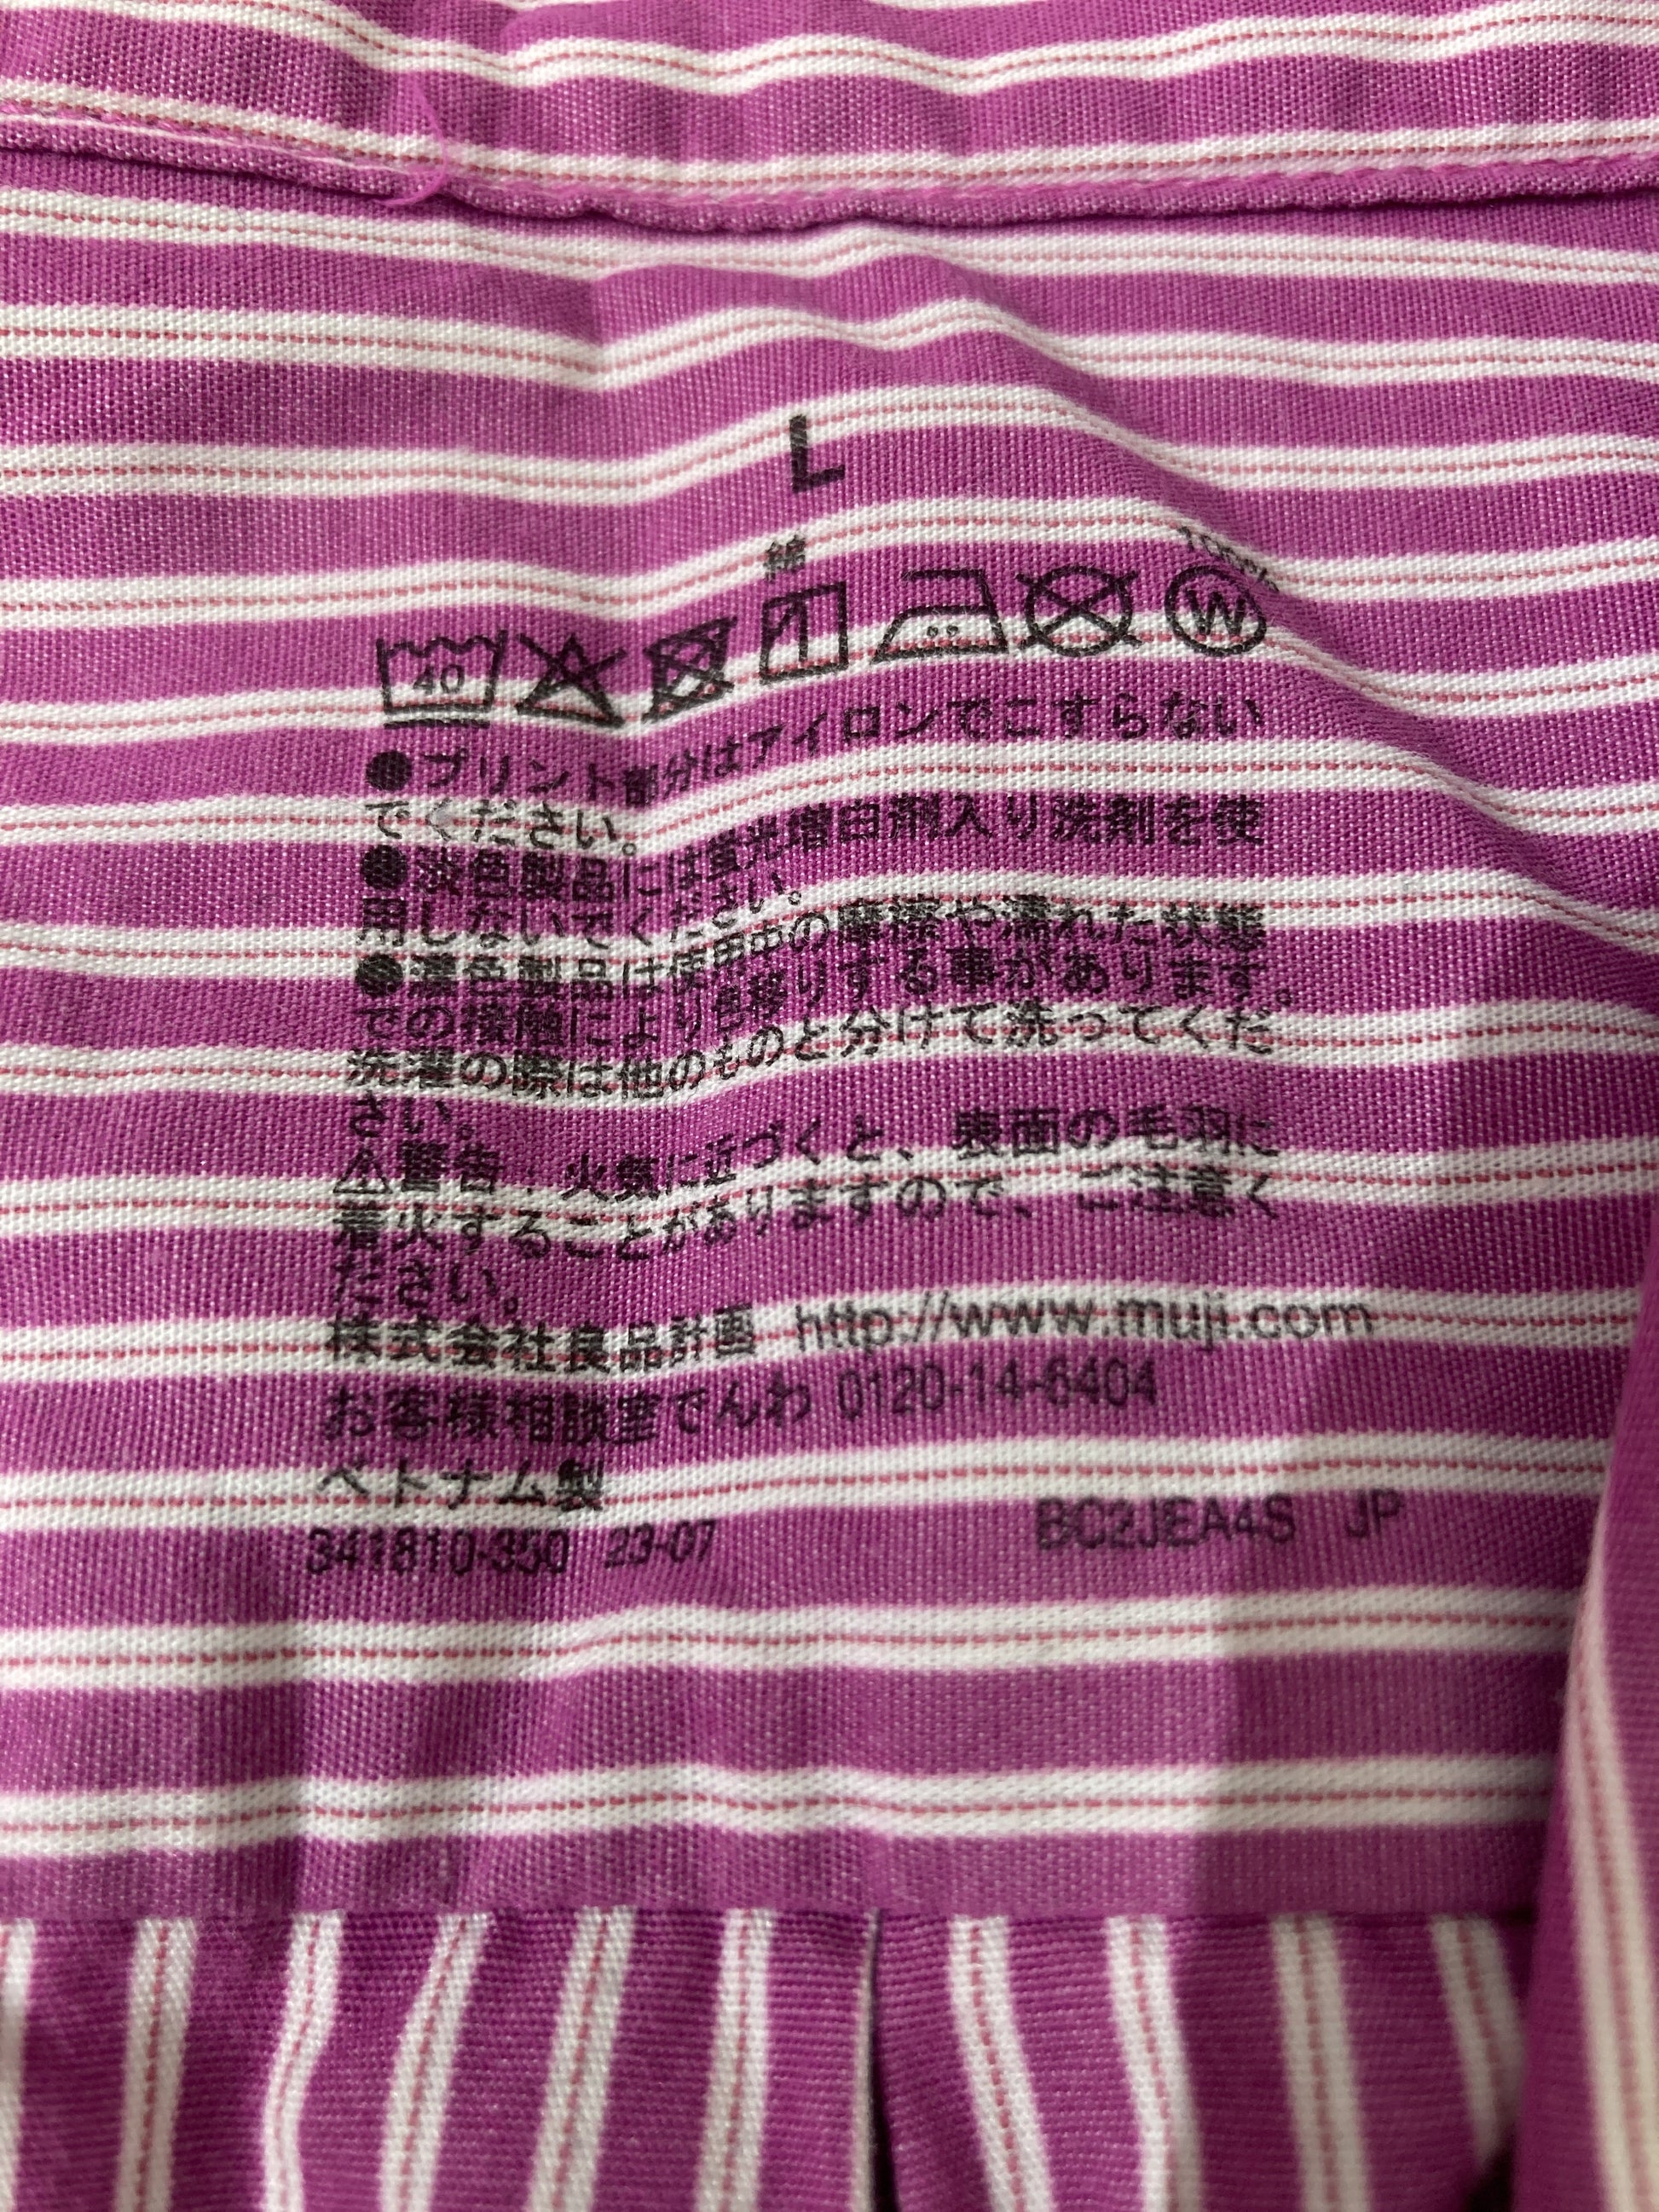 L
綿 100%
40 W
●プリント部分はアイロンでこすらない
でください。
●淡色製品には蛍光増白剤入り洗剤を使
用しないでください。
●濃色製品は使用中の摩擦や濡れた状態
での接触により色移りする事があります。
洗濯の際は他のものと分けて洗ってくだ
さい。
⚠警告:火気に近づくと、表面の毛羽に
着火することがありますので、ご注意く
ださい。
株式会社良品計画 http://www.muji.com
お客様相談室でんわ 0120-14-6404
ベトナム製
341810-350 23-07 BC2JEA4S JP